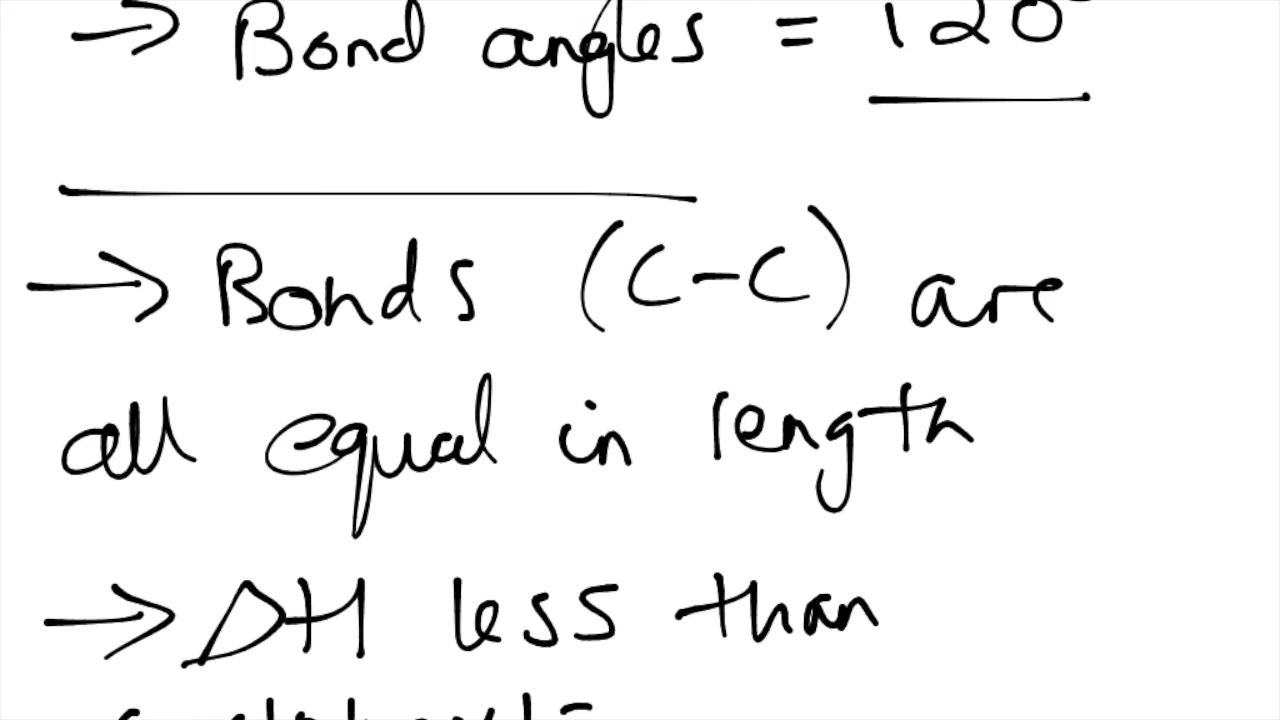 → Bond angles = 120°
→ Bonds (C-C) are
all equal in length
→ ΔH less than